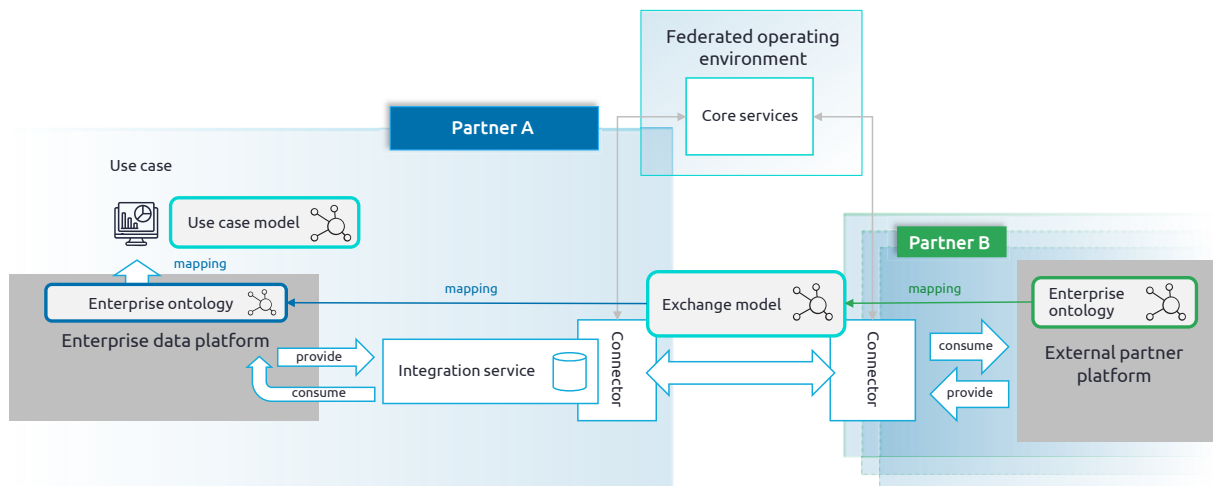 Federated operating
environment
Core services
Partner A
Use case
Use case model
mapping
Partner B
Enterprise ontology
Enterprise data platform
mapping
Exchange model
mapping
Enterprise
ontology
External partner
platform
provide
consume
Integration service
Connector
Connector
consume
provide